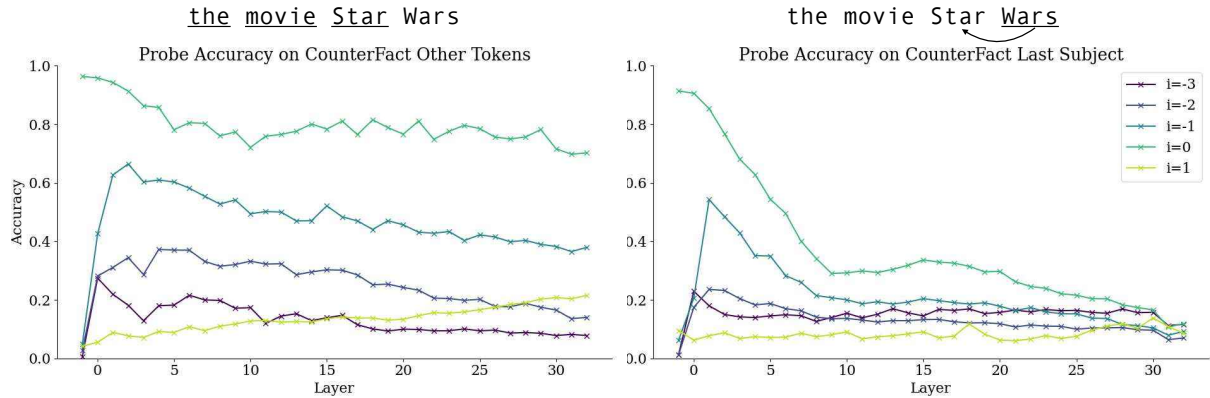 the movie Star Wars
Probe Accuracy on CounterFact Other Tokens
Accuracy
1.0
0.8
0.6
0.4
0.2
0.0
0
5
10
15
20
25
30
Layer
the movie Star Wars
Probe Accuracy on CounterFact Last Subject
1.0
0.8
0.6
0.4
0.2
0.0
0
5
10
15
20
25
30
Layer
i=-3
i=-2
i=-1
i=0
i=1